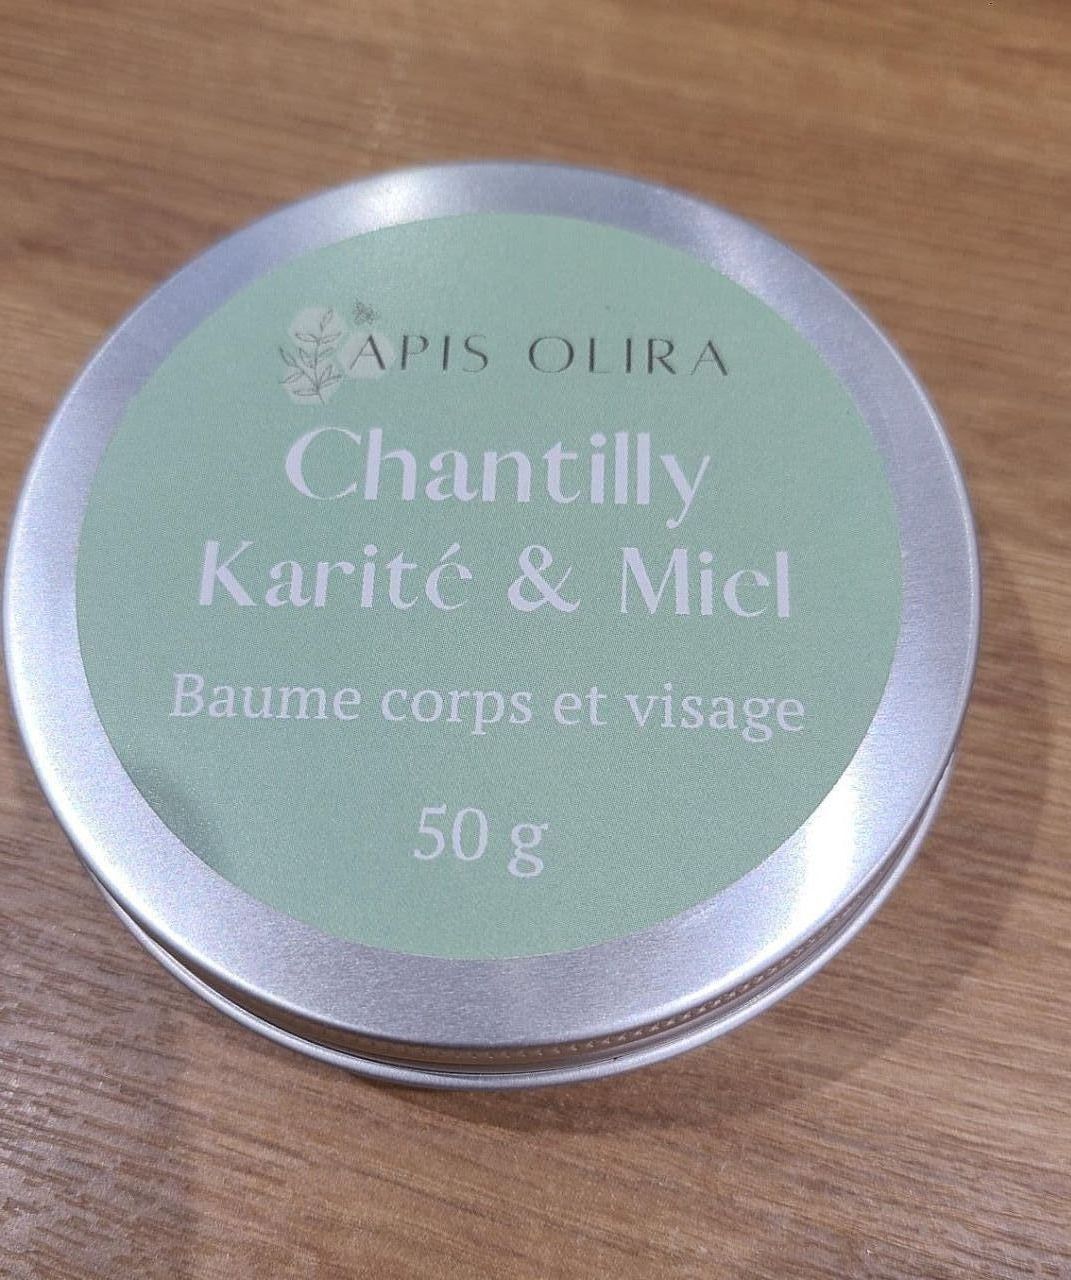 APIS OLIRA
Chantilly
Karité & Miel
Baume corps et visage
50 g